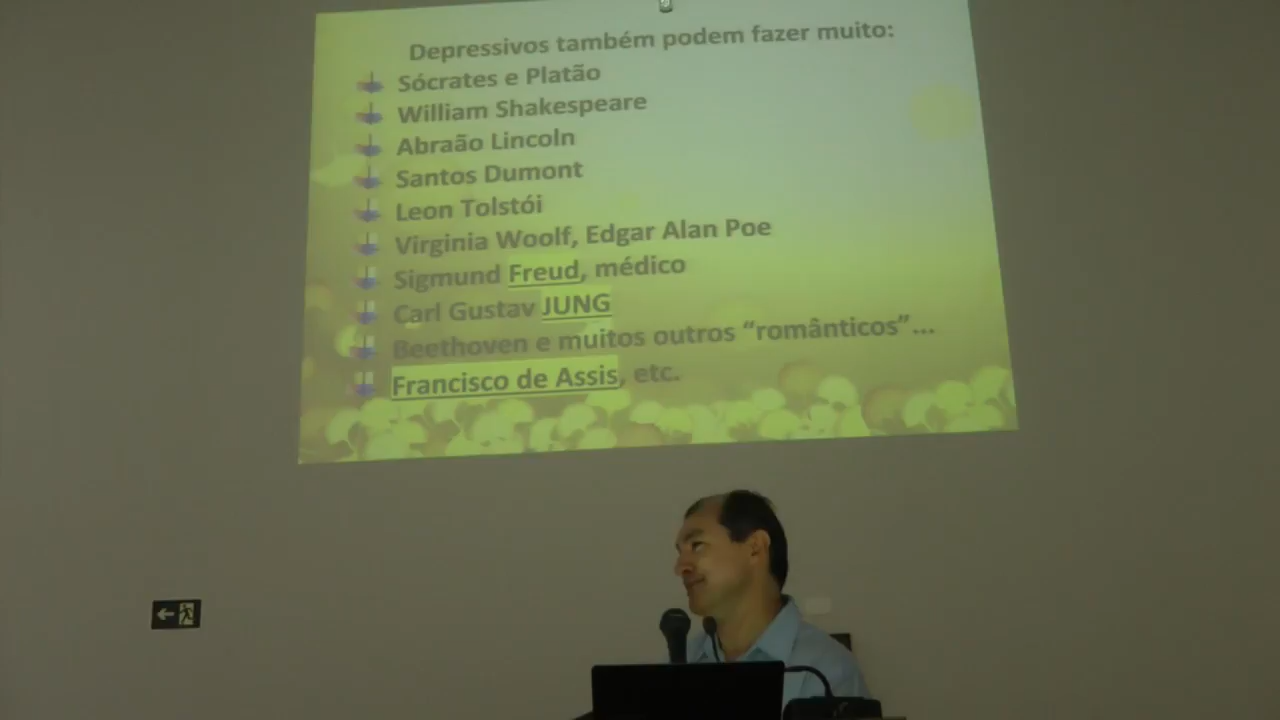 Depressivos também podem fazer muito:
Sócrates e Platão
William Shakespeare
Abraão Lincoln
Santos Dumont
Leon Tolstói
Virginia Woolf, Edgar Alan Poe
Sigmund Freud, médico
Carl Gustav JUNG
Beethoven e muitos outros “românticos”...
Francisco de Assis, etc.